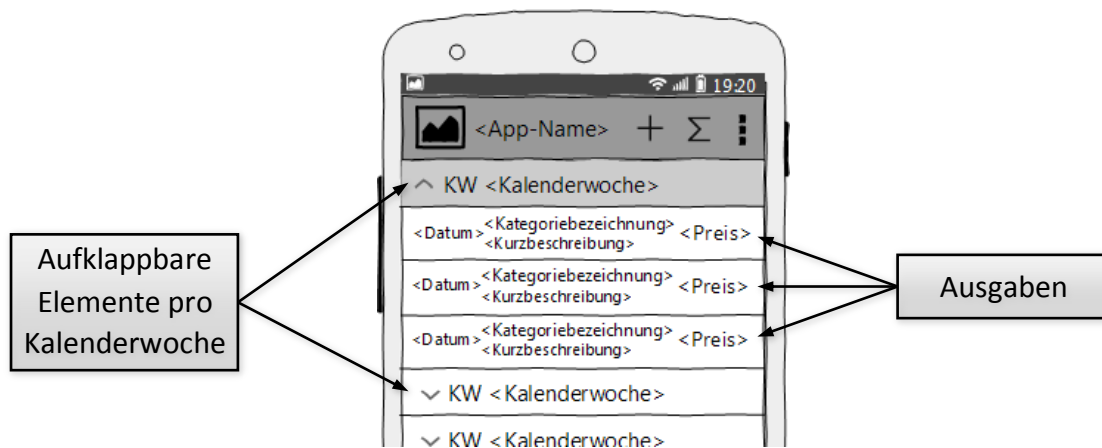 19:20
<App-Name> + Σ
KW <Kalenderwoche>
<Datum> <Kategoriebezeichnung> <Preis>
<Kurzbeschreibung>
<Datum> <Kategoriebezeichnung> <Preis>
<Kurzbeschreibung>
<Datum> <Kategoriebezeichnung> <Preis>
<Kurzbeschreibung>
KW <Kalenderwoche>
KW <Kalenderwoche>
Aufklappbare
Elemente pro
Kalenderwoche
Ausgaben